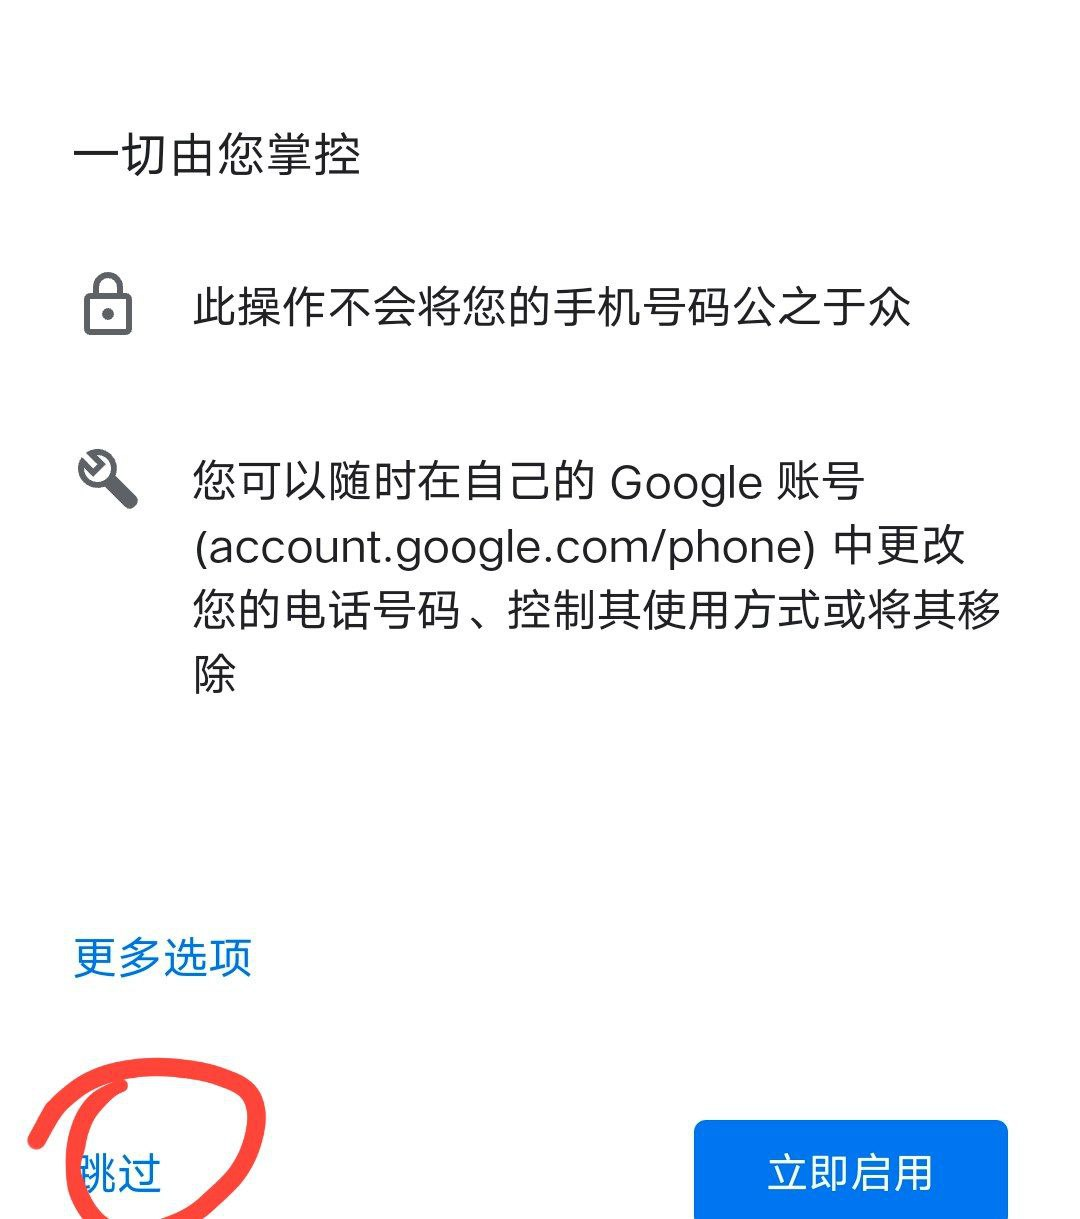 一切由您掌控
此操作不会将您的手机号码公之于众
您可以随时在自己的 Google 账号
(account.google.com/phone) 中更改
您的电话号码、控制其使用方式或将其移
除
更多选项
跳过
立即启用